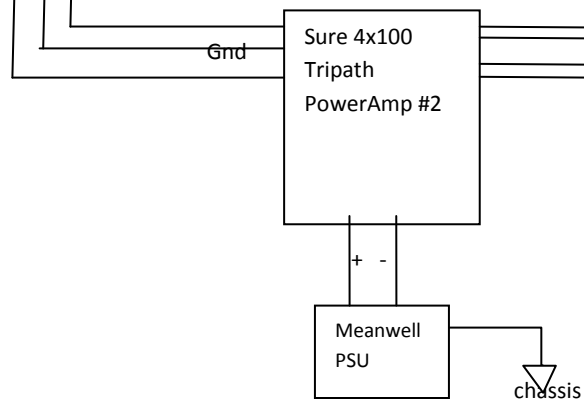 Gnd
Sure 4x100
Tripath
PowerAmp #2
+ -
Meanwell
PSU
chassis